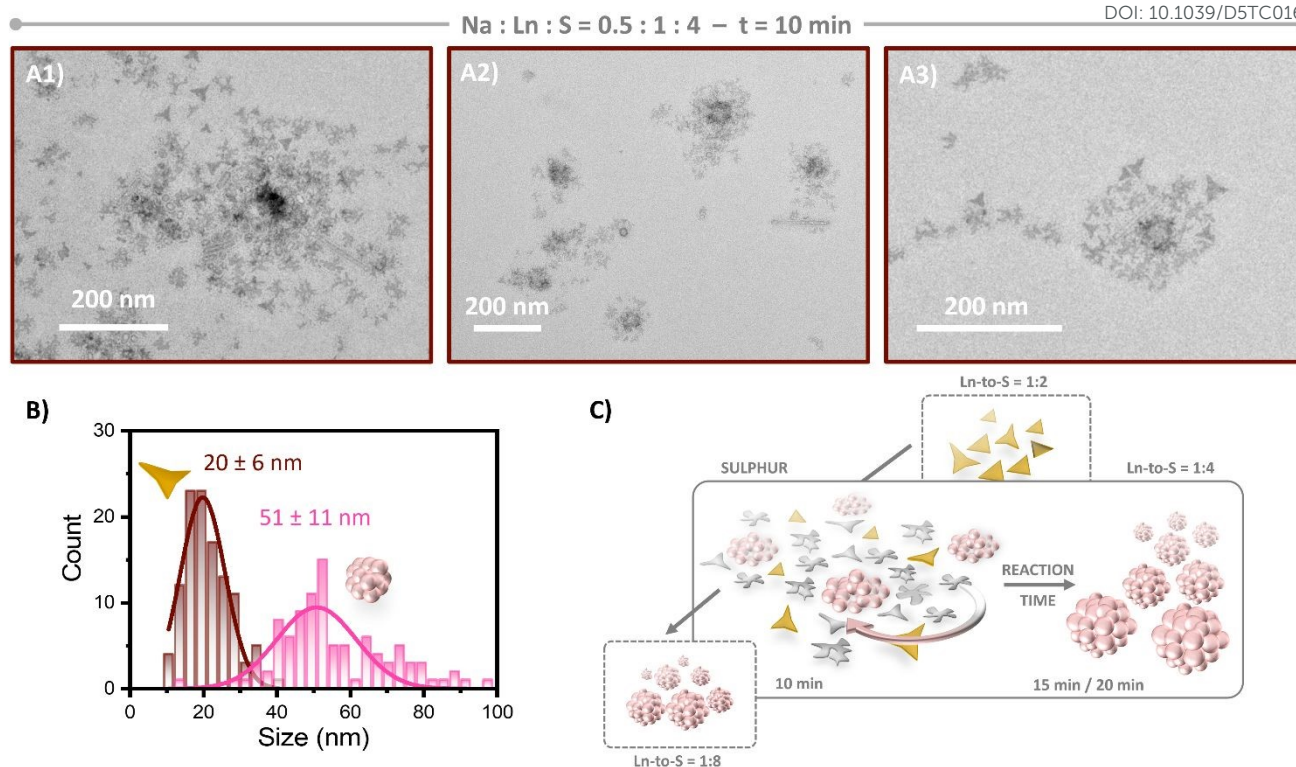 DOI: 10.1039/D5TC016
Na : Ln : S = 0.5 : 1 : 4 – t = 10 min
A1)
A2)
A3)
200 nm
200 nm
200 nm
B)
30
20
10
0
Count
20 ± 6 nm
51 ± 11 nm
0 20 40 60 80 100
Size (nm)
C)
Ln-to-S = 1:2
SULPHUR
Ln-to-S = 1:4
REACTION
TIME
10 min
15 min / 20 min
Ln-to-S = 1:8